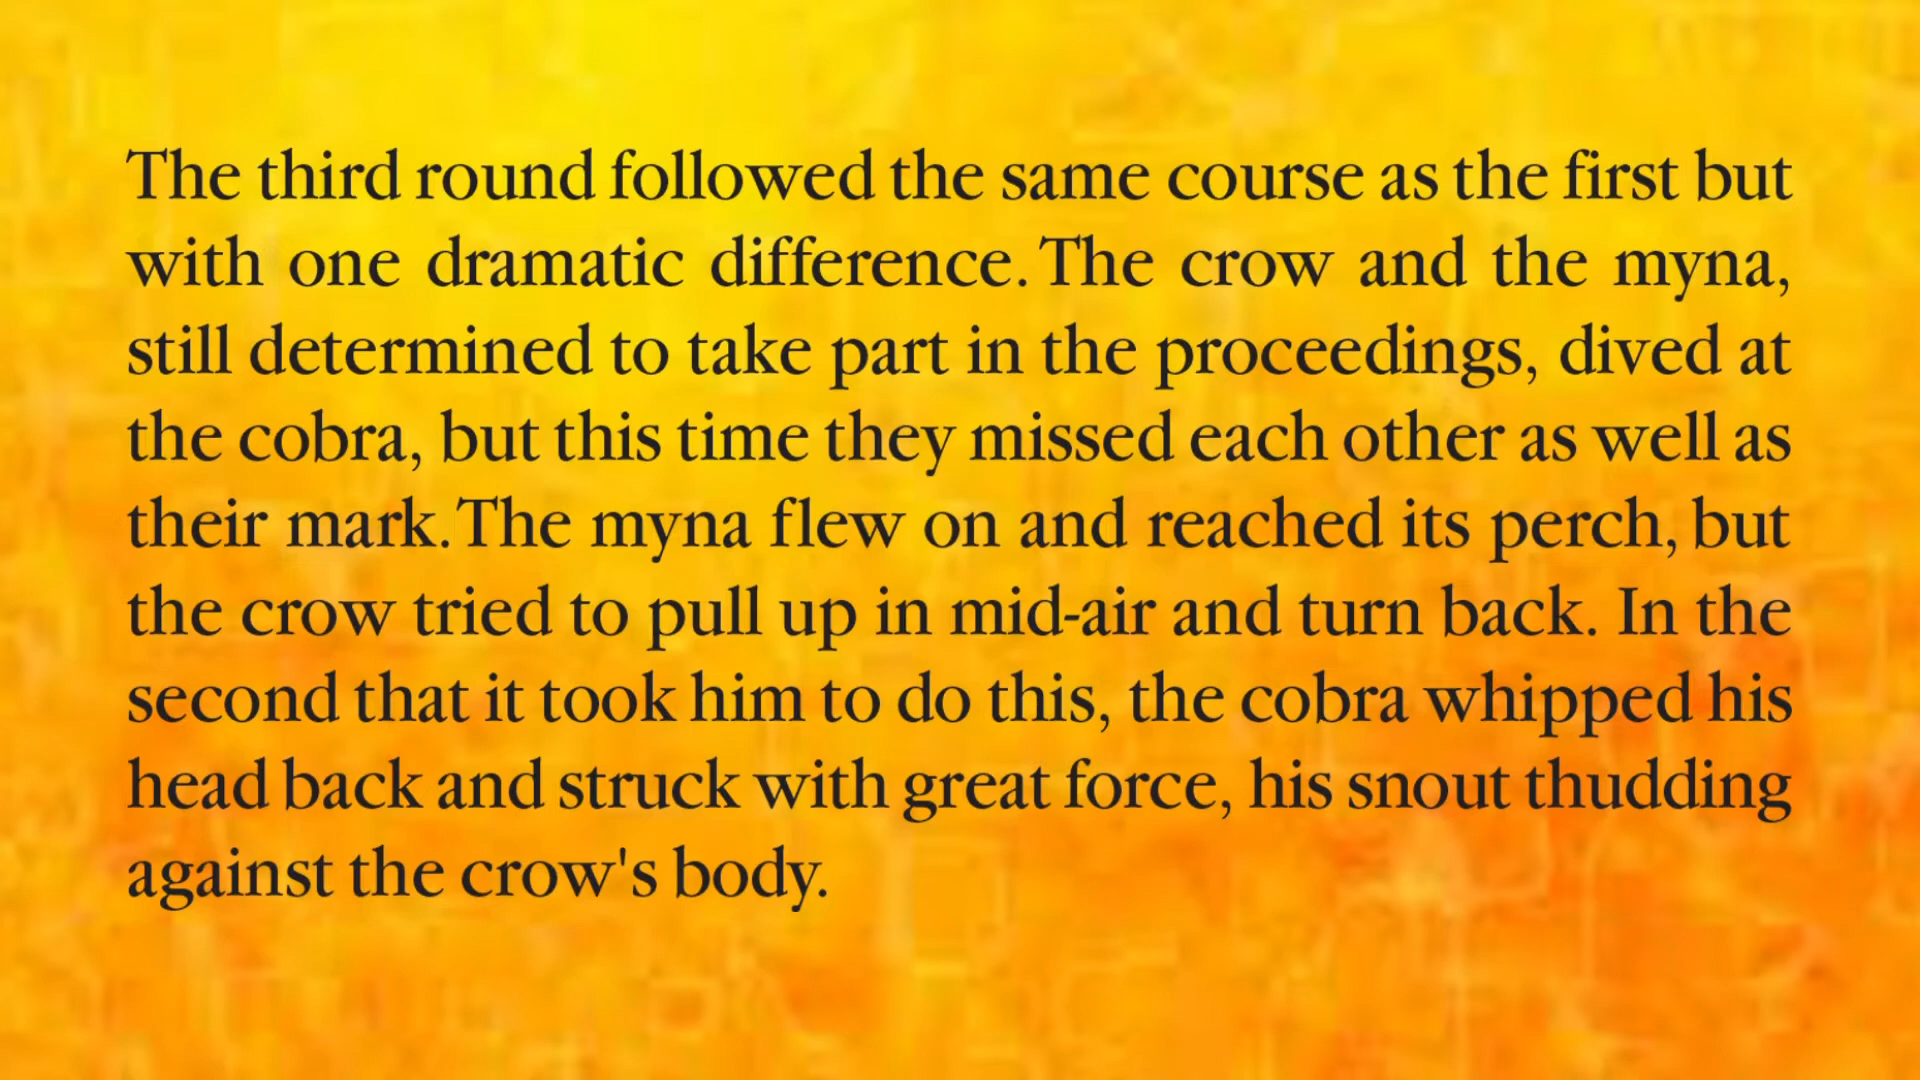 The third round followed the same course as the first but
with one dramatic difference. The crow and the myna,
still determined to take part in the proceedings, dived at
the cobra, but this time they missed each other as well as
their mark. The myna flew on and reached its perch, but
the crow tried to pull up in mid-air and turn back. In the
second that it took him to do this, the cobra whipped his
head back and struck with great force, his snout thudding
against the crow's body.